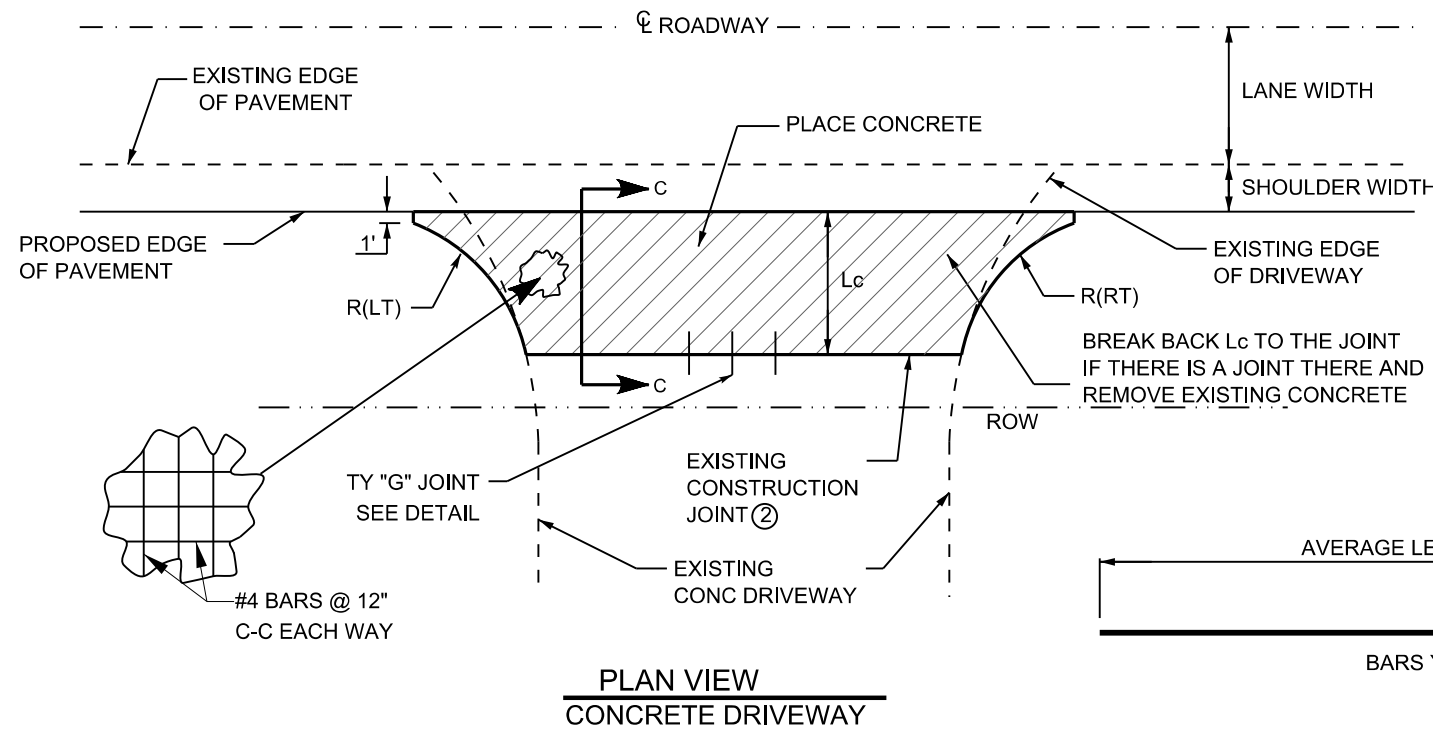 ℄ ROADWAY
EXISTING EDGE
OF PAVEMENT
LANE WIDTH
PLACE CONCRETE
C
SHOULDER WIDTH
PROPOSED EDGE
OF PAVEMENT
1'
EXISTING EDGE
OF DRIVEWAY
Lc
R(LT)
R(RT)
BREAK BACK Lc TO THE JOINT
IF THERE IS A JOINT THERE AND
REMOVE EXISTING CONCRETE
C
ROW
TY "G" JOINT
SEE DETAIL
EXISTING
CONSTRUCTION
JOINT ②
EXISTING
CONC DRIVEWAY
#4 BARS @ 12"
C-C EACH WAY
AVERAGE LE
BARS
PLAN VIEW
CONCRETE DRIVEWAY